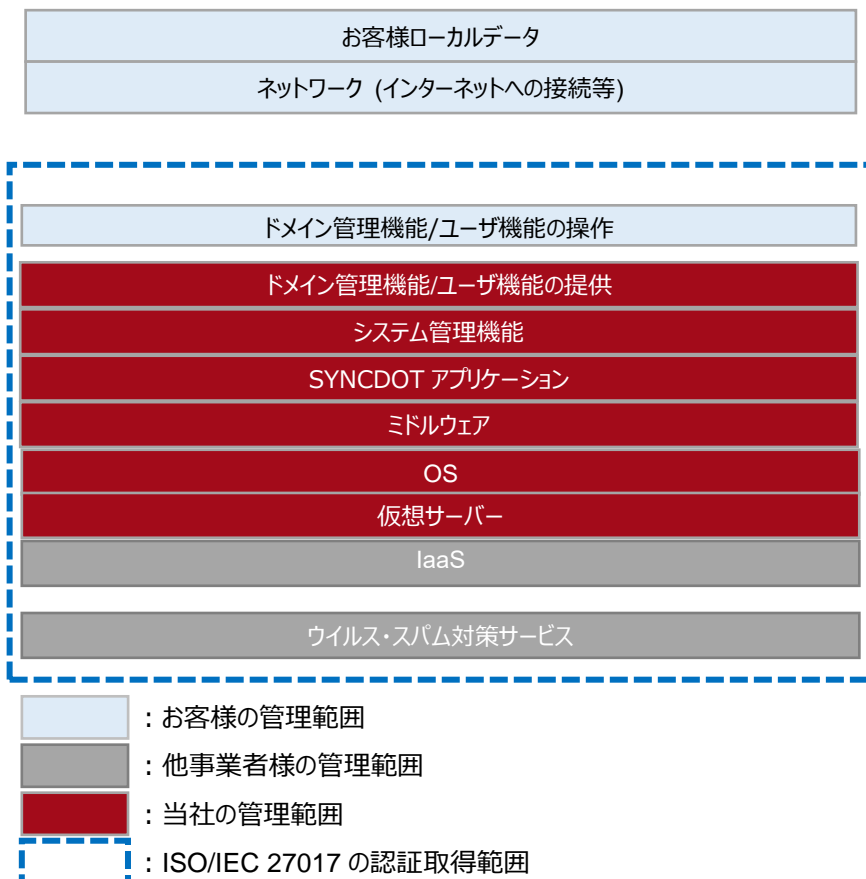 お客様ローカルデータ
ネットワーク (インターネットへの接続等)
ドメイン管理機能/ユーザ機能の操作
ドメイン管理機能/ユーザ機能の提供
システム管理機能
SYNCDOT アプリケーション
ミドルウェア
OS
仮想サーバー
IaaS
ウイルス・スパム対策サービス
：お客様の管理範囲
：他事業者様の管理範囲
：当社の管理範囲
：ISO/IEC 27017 の認証取得範囲